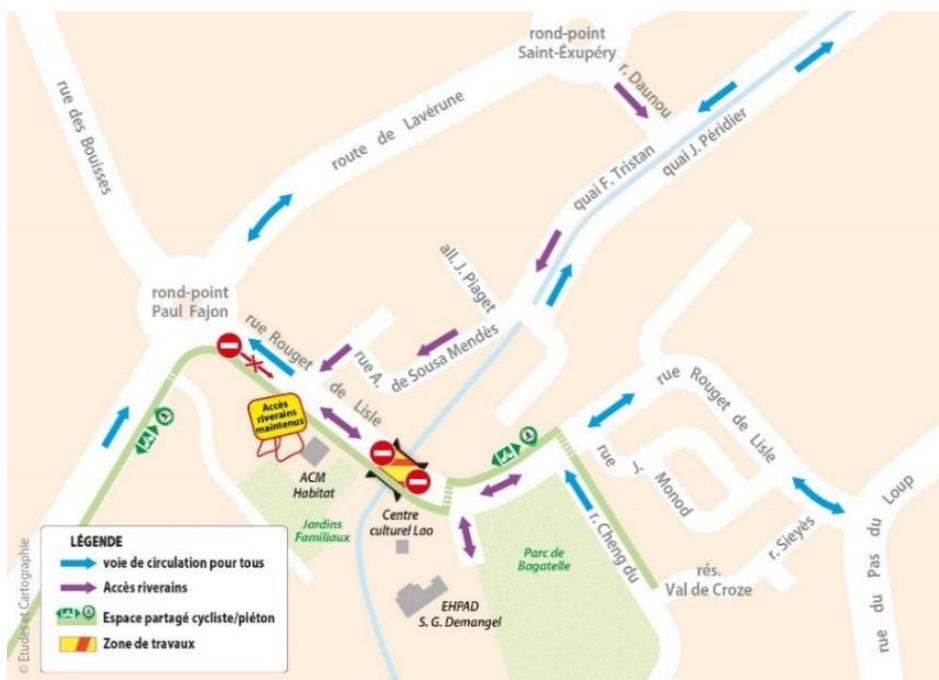 rond-point
Saint-Éxupéry
r. Daunou
rue des Bouisses
route de Lavérune
quai F. Tristan
quai J. Péridier
all. J. Piaget
rond-point
Paul Fajon
rue Rouget de Lisle
rue A. de Sousa Mendès
Accès
riverains
maintenus
ACM
Habitat
Jardins
Familiaux
Centre
culturel Lao
EHPAD
S. G. Demangel
Parc de
Bagatelle
rue Rouget de Lisle
rue J. Monod
r. Cheng du
r. Sieyès
rés.
Val de Croze
rue du Pas du Loup
LÉGENDE
voie de circulation pour tous
Accès riverains
Espace partagé cycliste/piéton
Zone de travaux
© Etudes et Cartographie